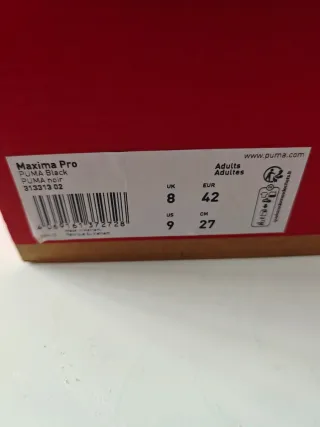 www.puma.com
Maxima Pro
PUMA Black
PUMA noir
313313 02
Adults
Adultes
UK EUR
8 42
US CM
9 27